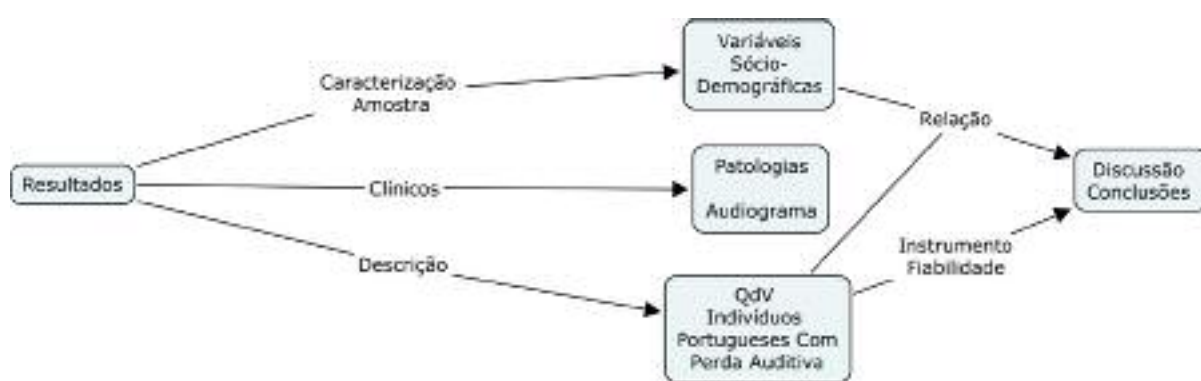 Resultados
Caracterização
Amostra
Clinicos
Descrição
Variáveis
Sócio-
Demográficas
Patologias
Audiograma
QdV
Individuos
Portugueses Com
Perda Auditiva
Relação
Instrumento
Fiabilidade
Discussão
Conclusões